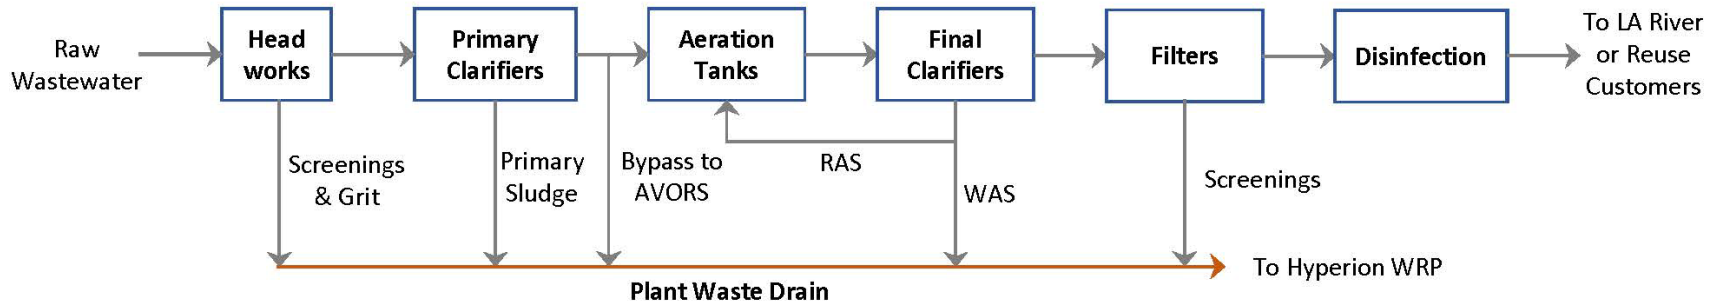 Raw
Wastewater
Head
works
Primary
Clarifiers
Aeration
Tanks
Final
Clarifiers
Filters
Disinfection
To LA River
or Reuse
Customers
Screenings
& Grit
Primary
Sludge
Bypass to
AVORS
RAS
WAS
Screenings
To Hyperion WRP
Plant Waste Drain